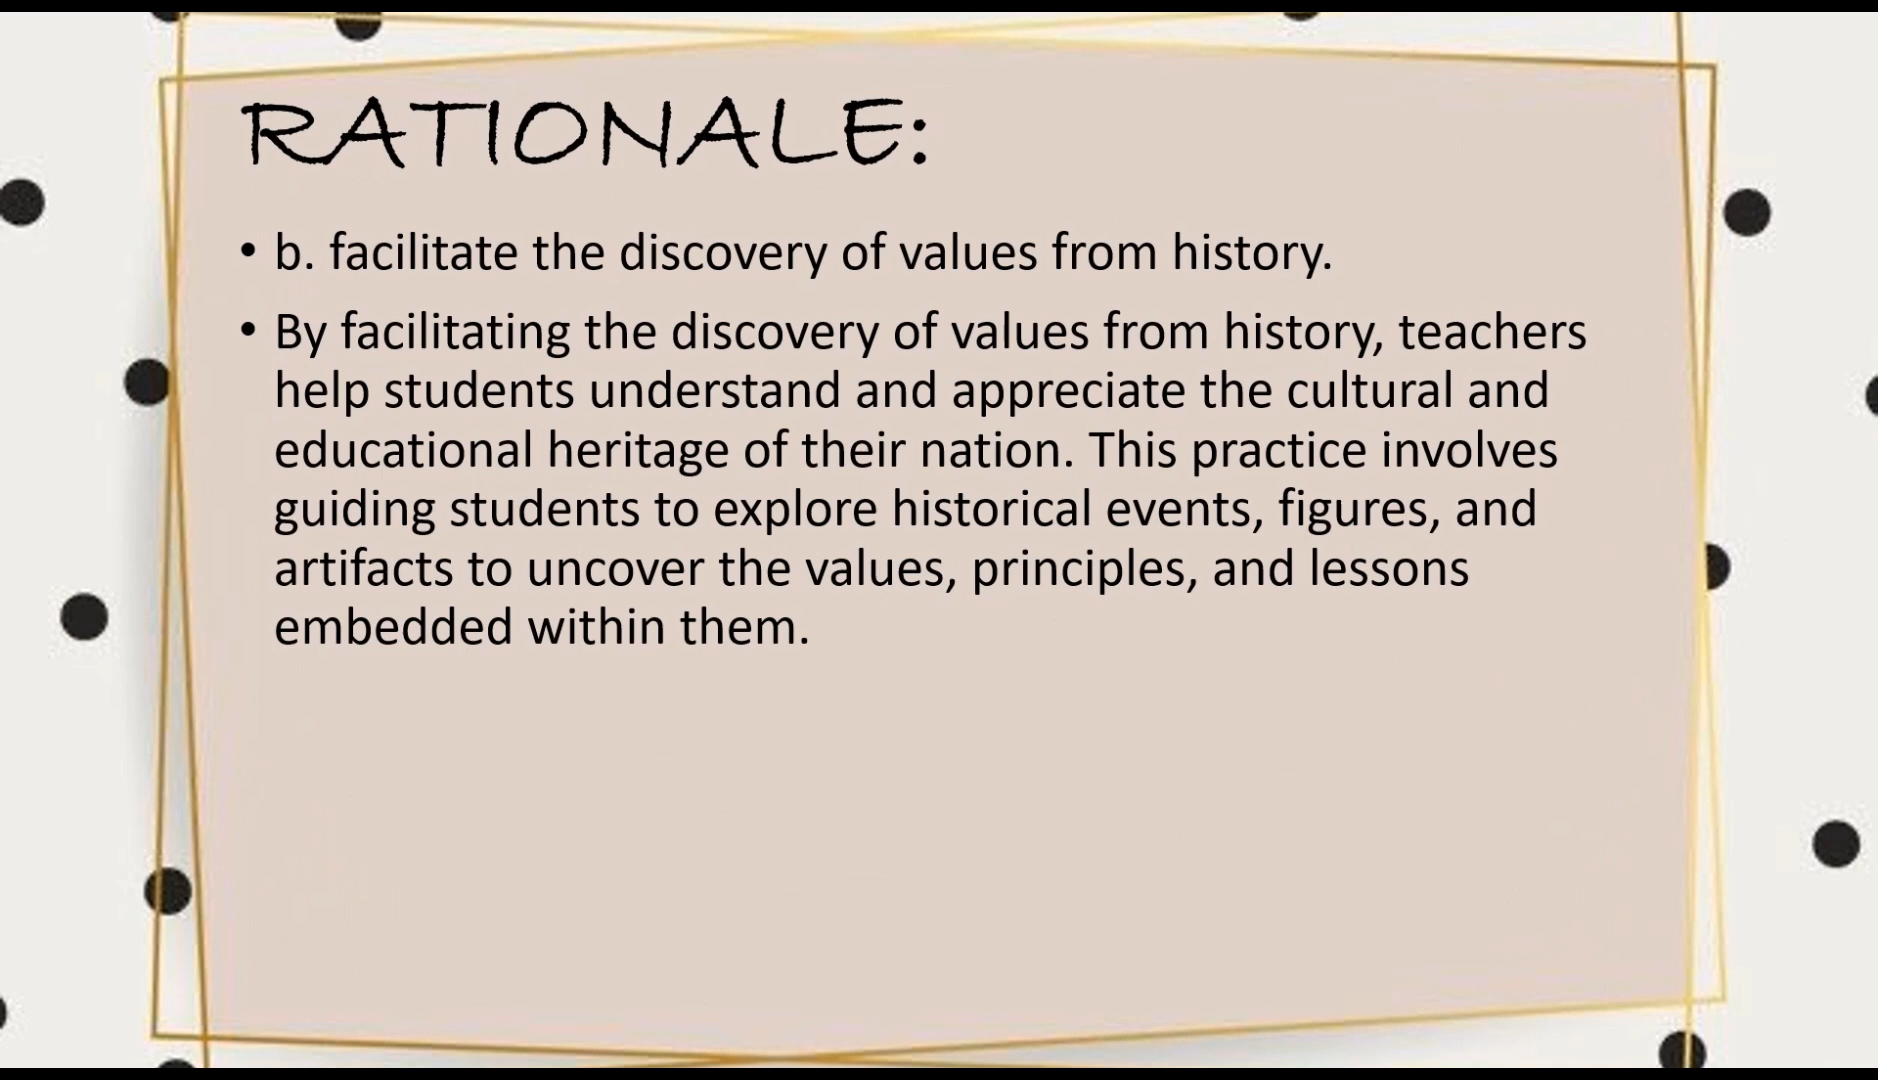 RATIONALE:
• b. facilitate the discovery of values from history.
• By facilitating the discovery of values from history, teachers
help students understand and appreciate the cultural and
educational heritage of their nation. This practice involves
guiding students to explore historical events, figures, and
artifacts to uncover the values, principles, and lessons
embedded within them.